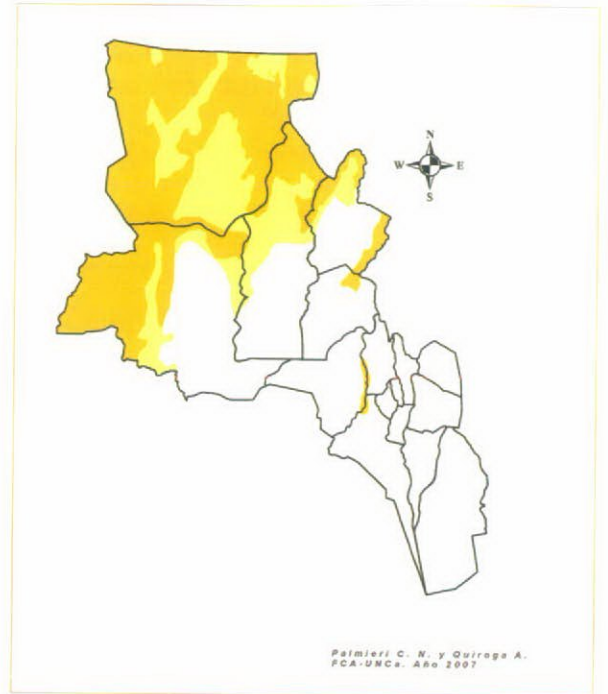 N
W E
S
Palmieri C. N. y Quiroga A.
FCA-UNCa. Año 2007